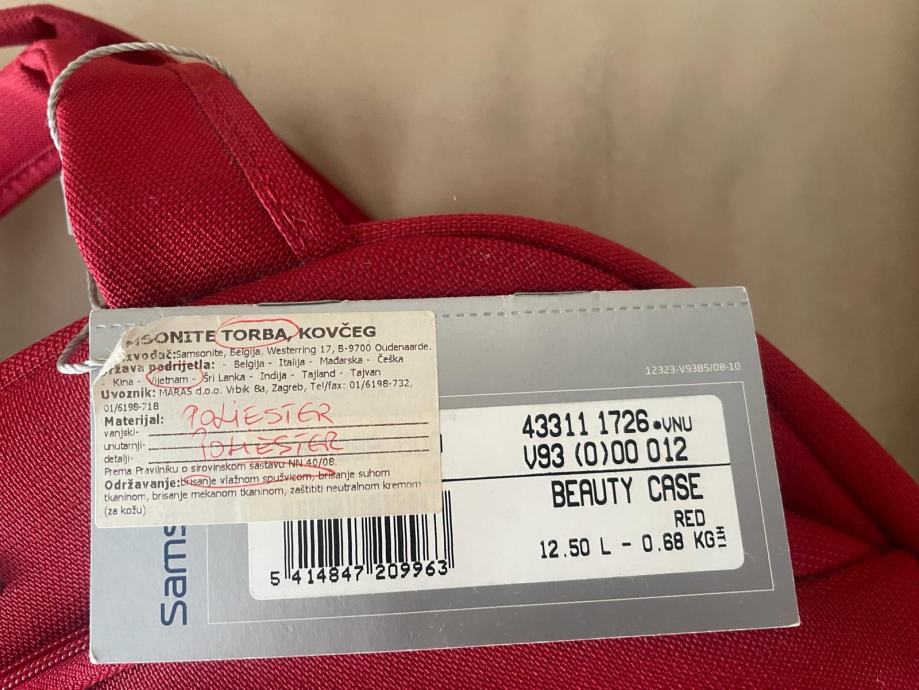 MSONITE TORBA, KOVČEG
izvođač:Samsonite, Belgija, Westerring 17, B-9700 Oudenaarde.
ržava podrijetla: - Belgija - Italija - Mađarska - Češka
- Kina - Vijetnam - Šri Lanka - Indija - Tajland - Tajvan
Uvoznik: MARAS d.o.o. Vrbik 8a, Zagreb, Tel/fax: 01/6198-732,
01/6198-718
Materijal: POLIESTER
vanjski-
unutarnji- POLIESTER
detalji-
Prema Pravilniku o sirovinskom sastavu NN 40/08.
Održavanje:brisanje vlažnom spužvicom, brisanje suhom
tkaninom, brisanje mekanom tkaninom, zaštititi neutralnom kremom
(za kožu)
12323-V93B5/08-10
43311 1726 •VNU
V93 (0)00 012
BEAUTY CASE
RED
12.50 L - 0.68 KG
5 414847 209963
Sams